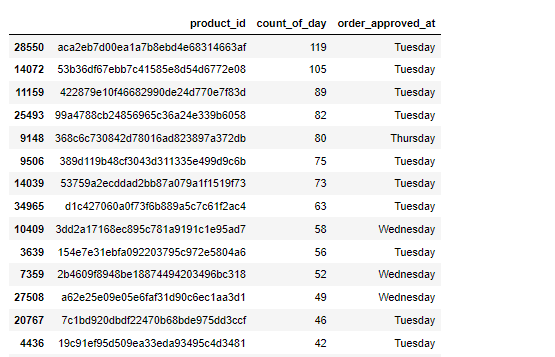 product_id count_of_day order_approved_at
28550 aca2eb7d00ea1a7b8ebd4e68314663af 119 Tuesday
14072 53b36df67ebb7c41585e8d54d6772e08 105 Tuesday
11159 422879e10f46682990de24d770e7f83d 89 Tuesday
25493 99a4788cb24856965c36a24e339b6058 82 Tuesday
9148 368c6c730842d78016ad823897a372db 80 Thursday
9506 389d119b48cf3043d311335e499d9c6b 75 Tuesday
14039 53759a2ecddad2bb87a079a1f1519f73 73 Tuesday
34965 d1c427060a0f73f6b889a5c7c61f2ac4 63 Tuesday
10409 3dd2a17168ec895c781a9191c1e95ad7 58 Wednesday
3639 154e7e31ebfa092203795c972e5804a6 56 Tuesday
7359 2b4609f8948be18874494203496bc318 52 Wednesday
27508 a62e25e09e05e6faf31d90c6ec1aa3d1 49 Wednesday
20767 7c1bd920dbdf22470b68bde975dd3ccf 46 Tuesday
4436 19c91ef95d509ea33eda93495c4d3481 42 Tuesday